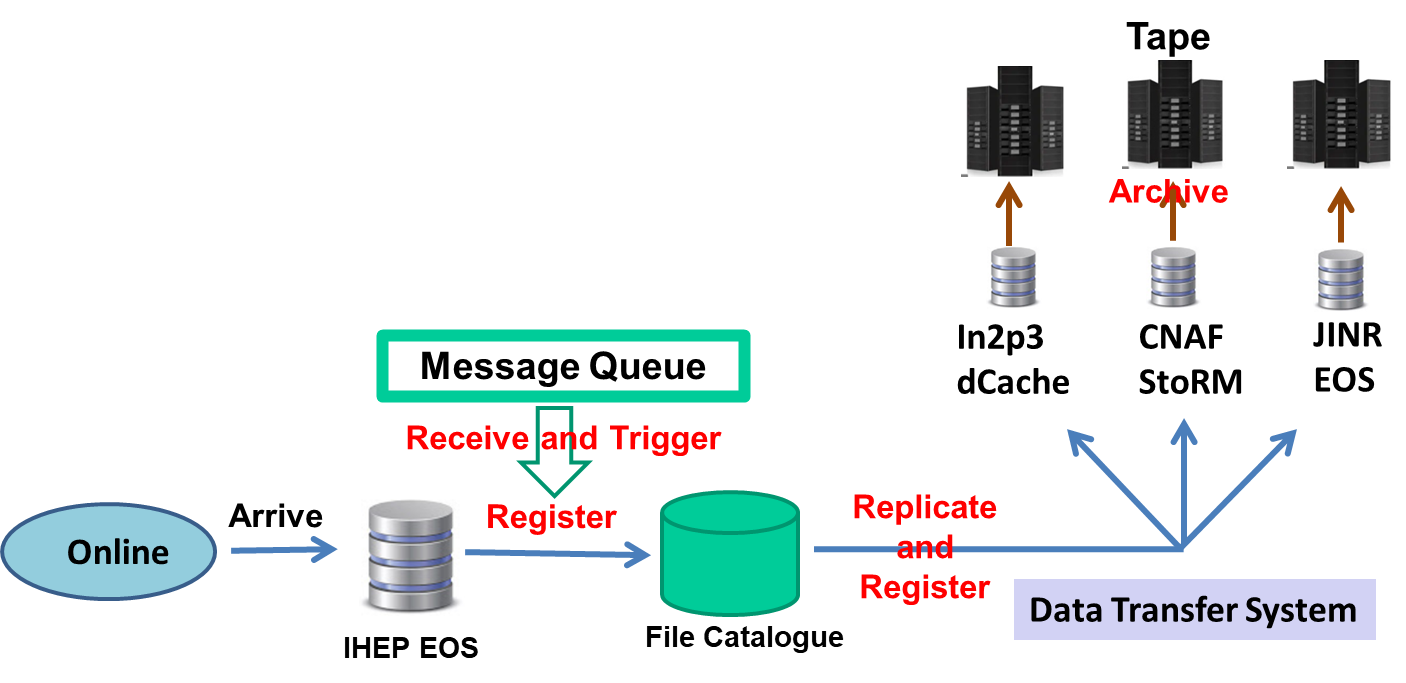 Tape
Archive
In2p3
dCache
CNAF
StoRM
JINR
EOS
Message Queue
Receive and Trigger
Online
Arrive
Register
IHEP EOS
File Catalogue
Replicate
and
Register
Data Transfer System